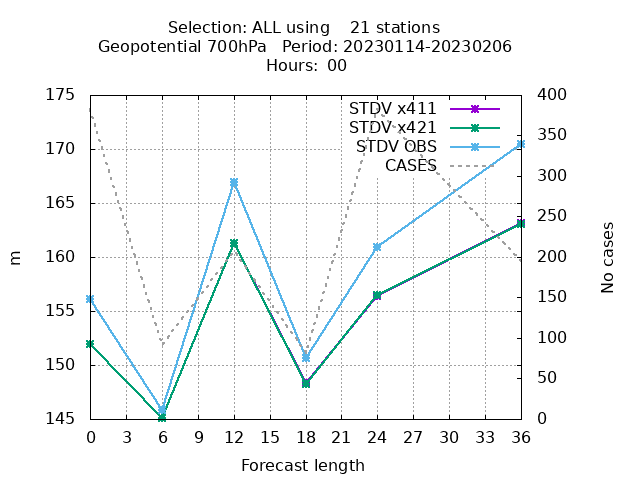 Selection: ALL using    21 stations
Geopotential 700hPa   Period: 20230114-20230206
Hours: 00
175
170
165
160
155
150
145
m
400
350
300
250
200
150
100
50
0
No cases
STDV x411
STDV x421
STDV OBS
CASES
0 3 6 9 12 15 18 21 24 27 30 33 36
Forecast length